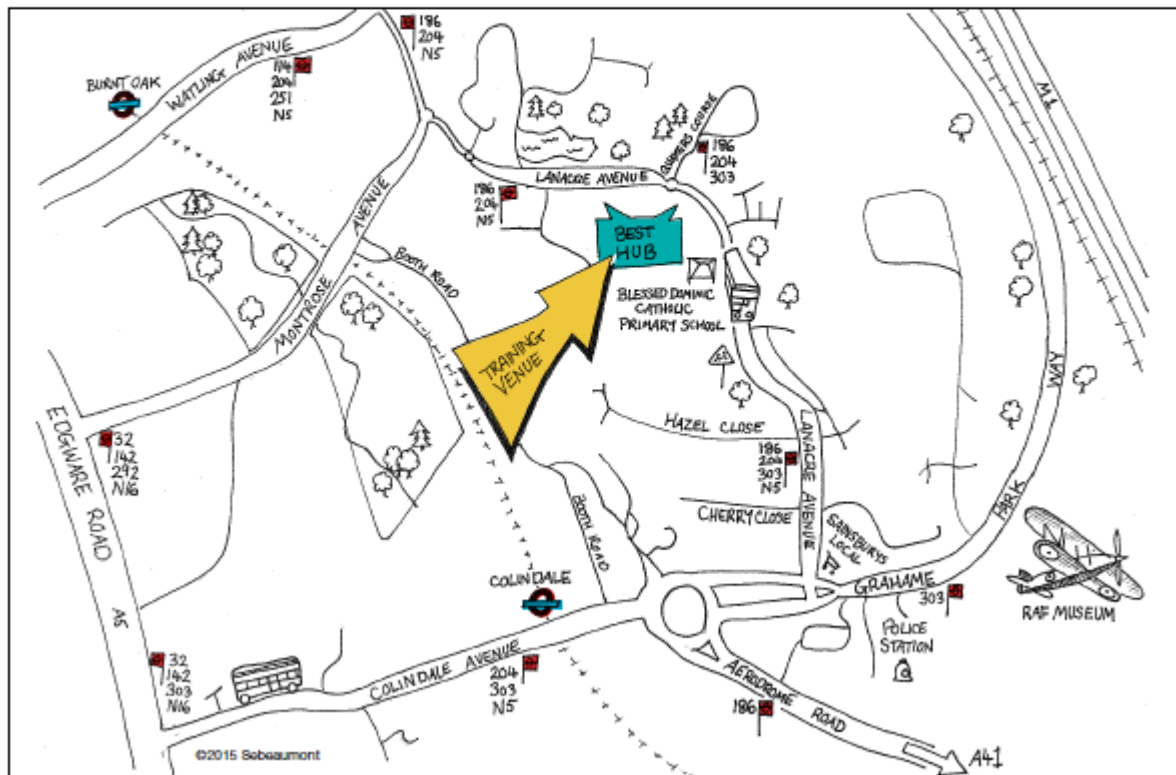 186
204
N5
BURNT OAK
WATLING AVENUE
114
204
251
N5
M1
QUAKERS COURSE
186
204
303
LANACRE AVENUE
186
204
N5
MONTROSE AVENUE
BOOTH ROAD
BEST
HUB
BLESSED DOMINIC
CATHOLIC
PRIMARY SCHOOL
TRAINING
VENUE
HAZEL CLOSE
EDGWARE ROAD A5
32
142
292
N16
186
204
303
N5
LANACRE AVENUE
CHERRY CLOSE
BOOTH ROAD
SAINSBURYS
LOCAL
GRAHAME PARK WAY
303
RAF MUSEUM
POLICE
STATION
COLINDALE
32
142
303
N16
COLINDALE AVENUE
204
303
N5
AERODROME ROAD
186
A41
©2015 Sebeaumont